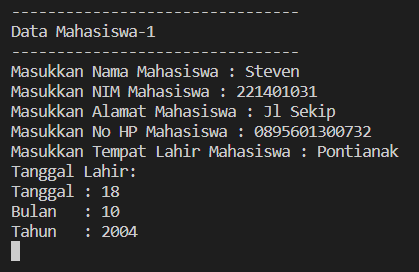 --------------------------------
Data Mahasiswa-1
--------------------------------
Masukkan Nama Mahasiswa : Steven
Masukkan NIM Mahasiswa : 221401031
Masukkan Alamat Mahasiswa : Jl Sekip
Masukkan No HP Mahasiswa : 0895601300732
Masukkan Tempat Lahir Mahasiswa : Pontianak
Tanggal Lahir:
Tanggal : 18
Bulan   : 10
Tahun   : 2004